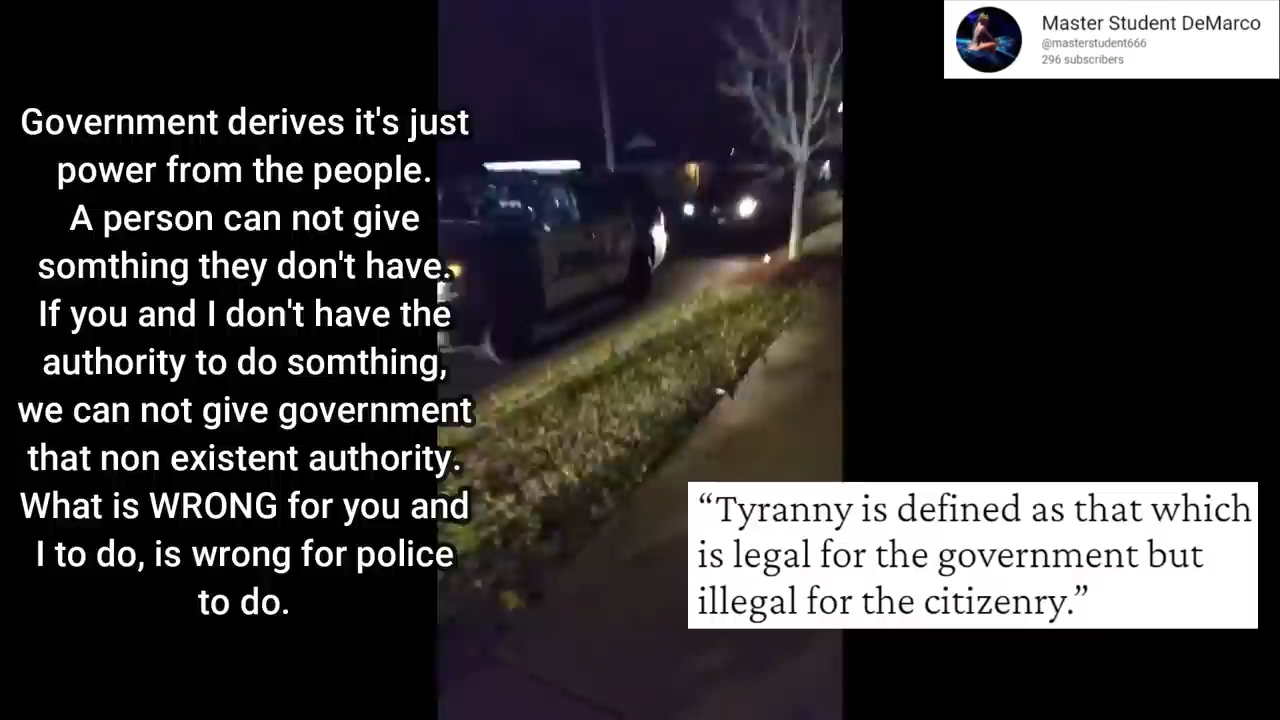 Master Student DeMarco
@masterstudent666
296 subscribers
Government derives it's just
power from the people.
A person can not give
somthing they don't have.
If you and I don't have the
authority to do somthing,
we can not give government
that non existent authority.
What is WRONG for you and
I to do, is wrong for police
to do.
“Tyranny is defined as that which
is legal for the government but
illegal for the citizenry.”